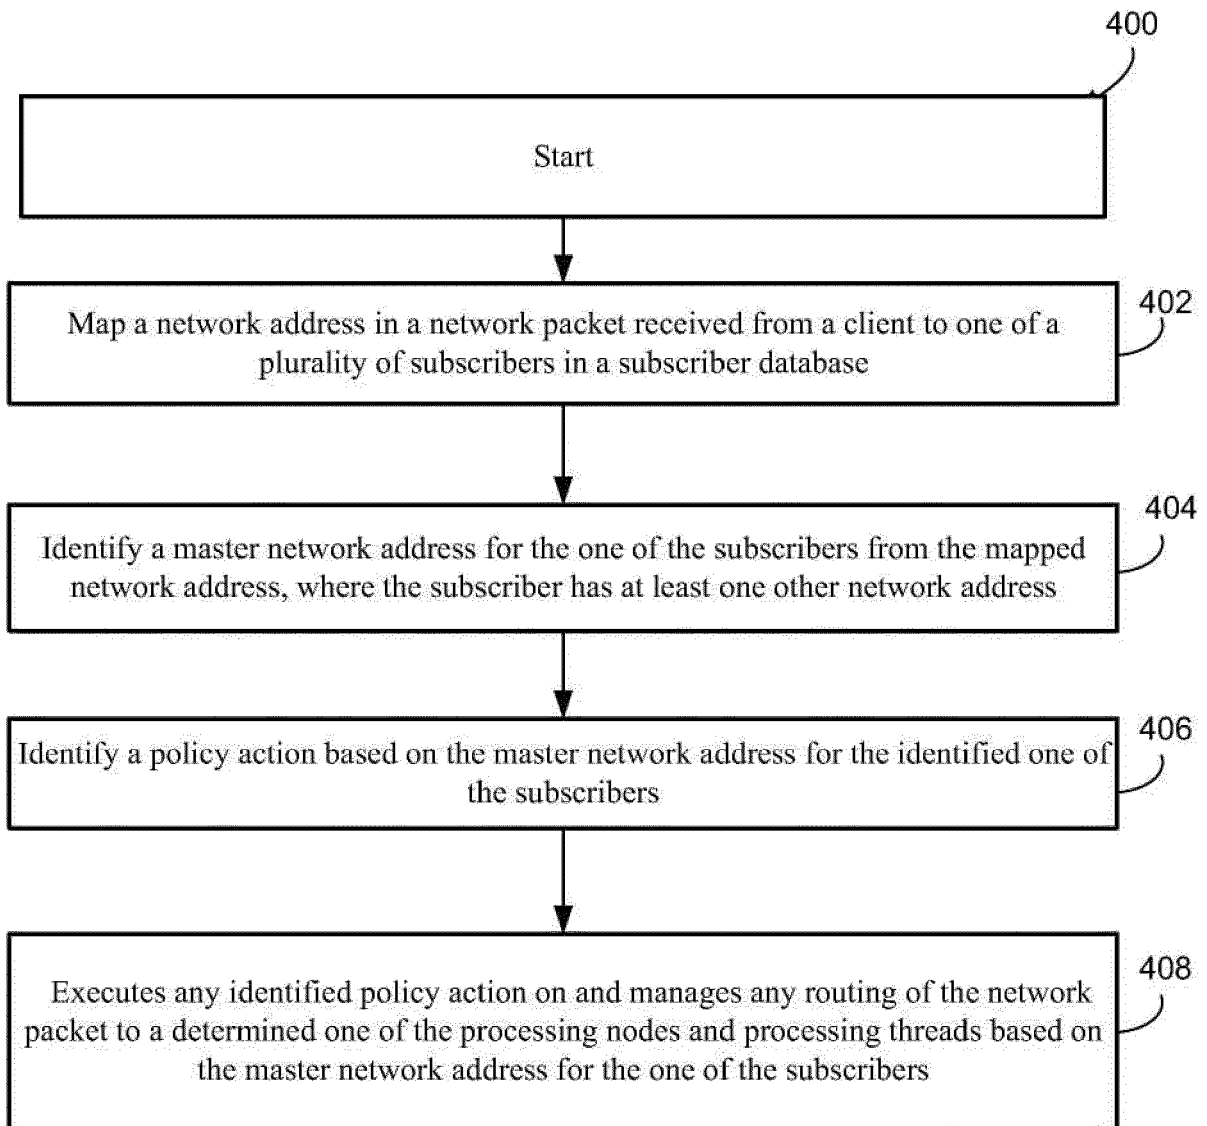 400
Start
402
Map a network address in a network packet received from a client to one of a
plurality of subscribers in a subscriber database
404
Identify a master network address for the one of the subscribers from the mapped
network address, where the subscriber has at least one other network address
406
Identify a policy action based on the master network address for the identified one of
the subscribers
408
Executes any identified policy action on and manages any routing of the network
packet to a determined one of the processing nodes and processing threads based on
the master network address for the one of the subscribers